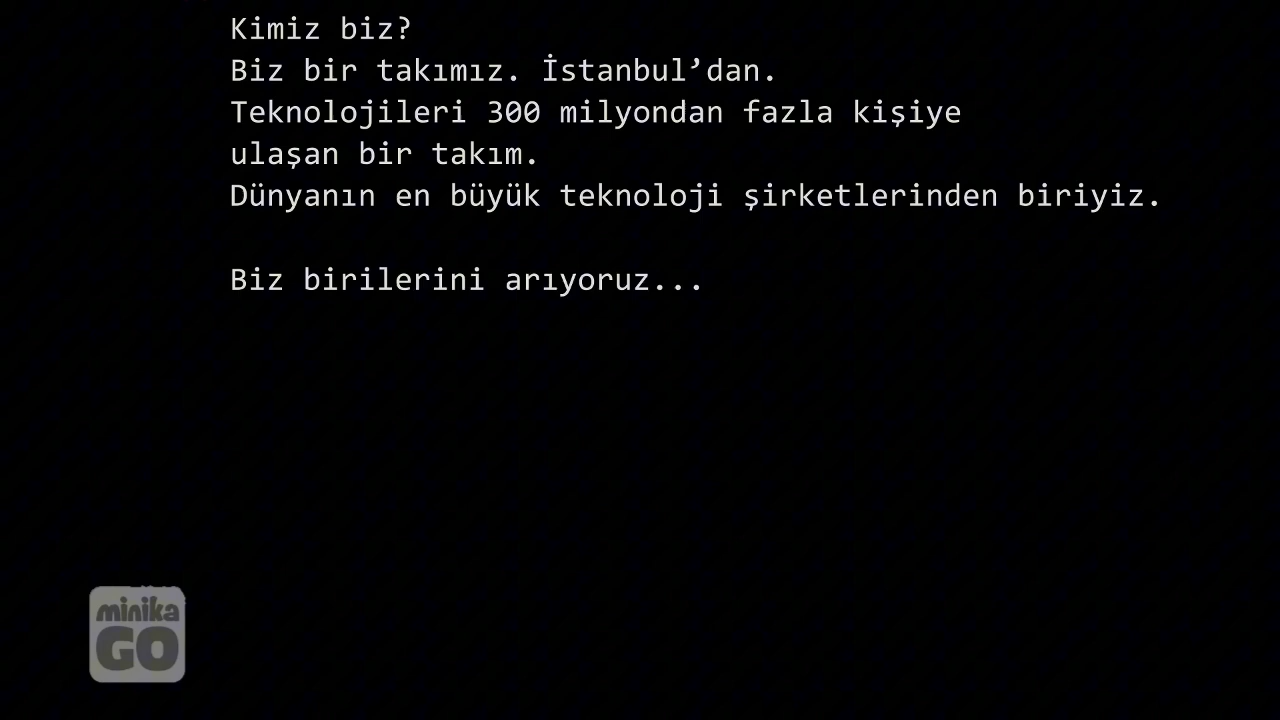 Kimiz biz?
Biz bir takımız. İstanbul’dan.
Teknolojileri 300 milyondan fazla kişiye
ulaşan bir takım.
Dünyanın en büyük teknoloji şirketlerinden biriyiz.
Biz birilerini arıyoruz...
minika
GO